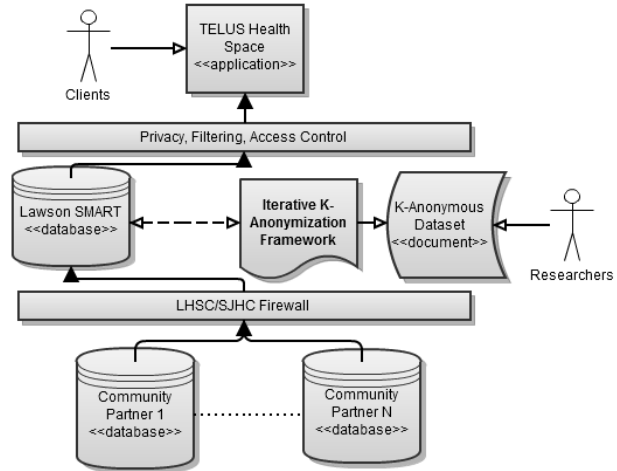 TELUS Health
Space
<<application>>
Clients
Privacy, Filtering, Access Control
Lawson SMART
<<database>>
Iterative K-
Anonymization
Framework
K-Anonymous
Dataset
<<document>>
Researchers
LHSC/SJHC Firewall
Community
Partner 1
<<database>>
Community
Partner N
<<database>>